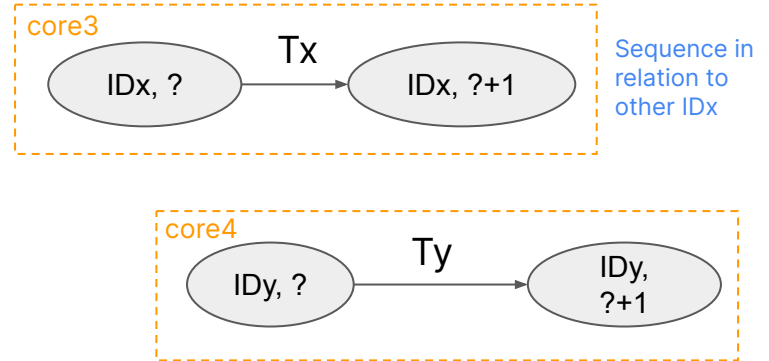 core3
Tx
IDx, ?
IDx, ?+1
Sequence in
relation to
other IDx
core4
Ty
IDy, ?
IDy,
?+1